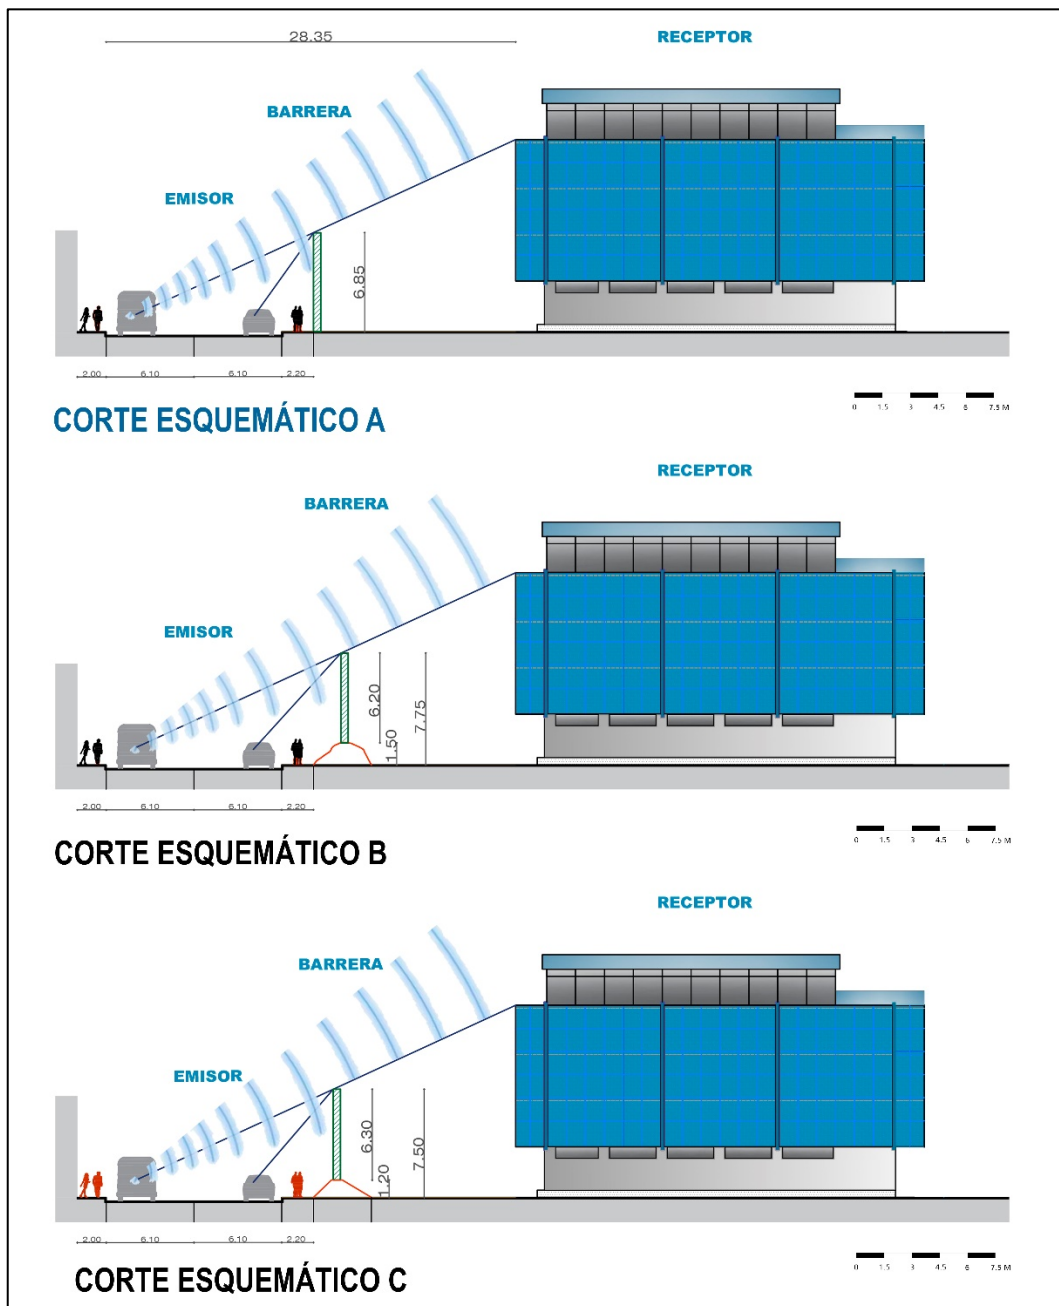 28.35
RECEPTOR
BARRERA
EMISOR
6.85
2.00 6.10 6.10 2.20
0 1.5 3 4.5 6 7.5 M
CORTE ESQUEMÁTICO A
RECEPTOR
BARRERA
EMISOR
6.20
1.50
7.75
2.00 6.10 6.10 2.20
0 1.5 3 4.5 6 7.5 M
CORTE ESQUEMÁTICO B
RECEPTOR
BARRERA
EMISOR
6.30
1.20
7.50
2.00 6.10 6.10 2.20
0 1.5 3 4.5 6 7.5 M
CORTE ESQUEMÁTICO C